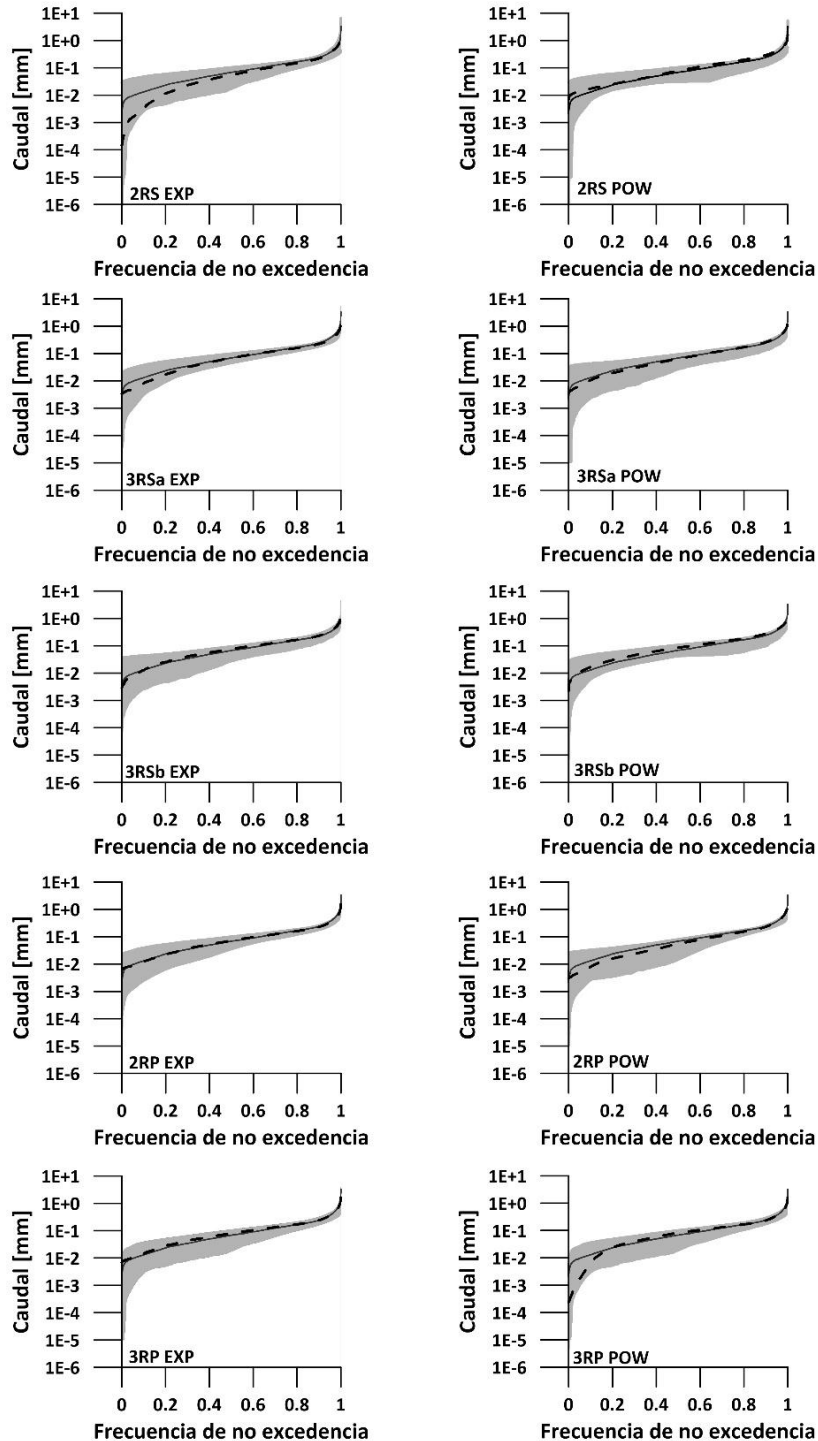 Caudal [mm]
1E+1
1E+0
1E-1
1E-2
1E-3
1E-4
1E-5
1E-6
2RS EXP
0 0.2 0.4 0.6 0.8 1
Frecuencia de no excedencia
Caudal [mm]
1E+1
1E+0
1E-1
1E-2
1E-3
1E-4
1E-5
1E-6
2RS POW
0 0.2 0.4 0.6 0.8 1
Frecuencia de no excedencia
Caudal [mm]
1E+1
1E+0
1E-1
1E-2
1E-3
1E-4
1E-5
1E-6
3RSa EXP
0 0.2 0.4 0.6 0.8 1
Frecuencia de no excedencia
Caudal [mm]
1E+1
1E+0
1E-1
1E-2
1E-3
1E-4
1E-5
1E-6
3RSa POW
0 0.2 0.4 0.6 0.8 1
Frecuencia de no excedencia
Caudal [mm]
1E+1
1E+0
1E-1
1E-2
1E-3
1E-4
1E-5
1E-6
3RSb EXP
0 0.2 0.4 0.6 0.8 1
Frecuencia de no excedencia
Caudal [mm]
1E+1
1E+0
1E-1
1E-2
1E-3
1E-4
1E-5
1E-6
3RSb POW
0 0.2 0.4 0.6 0.8 1
Frecuencia de no excedencia
Caudal [mm]
1E+1
1E+0
1E-1
1E-2
1E-3
1E-4
1E-5
1E-6
2RP EXP
0 0.2 0.4 0.6 0.8 1
Frecuencia de no excedencia
Caudal [mm]
1E+1
1E+0
1E-1
1E-2
1E-3
1E-4
1E-5
1E-6
2RP POW
0 0.2 0.4 0.6 0.8 1
Frecuencia de no excedencia
Caudal [mm]
1E+1
1E+0
1E-1
1E-2
1E-3
1E-4
1E-5
1E-6
3RP EXP
0 0.2 0.4 0.6 0.8 1
Frecuencia de no excedencia
Caudal [mm]
1E+1
1E+0
1E-1
1E-2
1E-3
1E-4
1E-5
1E-6
3RP POW
0 0.2 0.4 0.6 0.8 1
Frecuencia de no excedencia